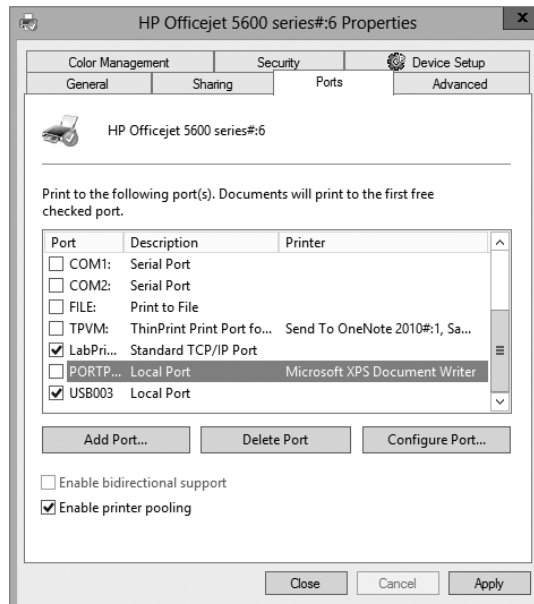 HP Officejet 5600 series#:6 Properties
x
Color Management Security Device Setup
General Sharing Ports Advanced
HP Officejet 5600 series#:6
Print to the following port(s). Documents will print to the first free
checked port.
Port Description Printer
COM1: Serial Port
COM2: Serial Port
FILE: Print to File
TPVM: ThinPrint Print Port fo... Send To OneNote 2010#:1, Sa...
LabPri... Standard TCP/IP Port
PORTP... Local Port Microsoft XPS Document Writer
USB003 Local Port
Add Port... Delete Port Configure Port...
Enable bidirectional support
Enable printer pooling
Close Cancel Apply